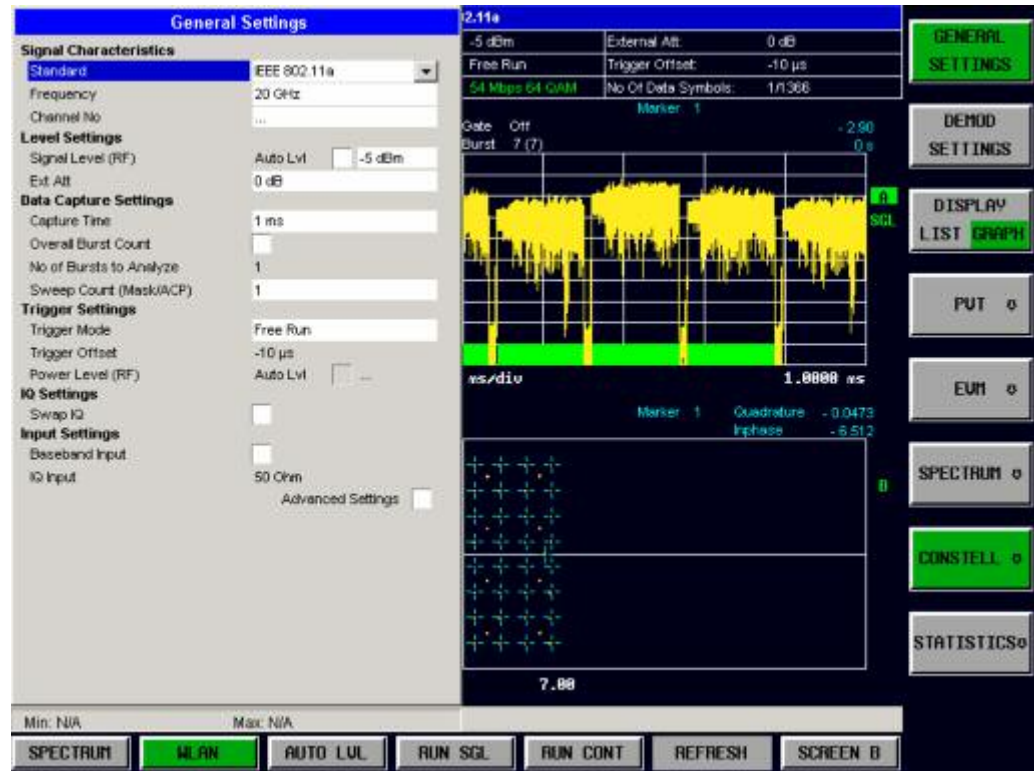 General Settings
Signal Characteristics
Standard IEEE 802.11a
Frequency 20 GHz
Channel No ...
Level Settings
Signal Level (RF) Auto Lvl -5 dBm
Ext Att 0 dB
Data Capture Settings
Capture Time 1 ms
Overall Burst Count
No of Bursts to Analyze 1
Sweep Count (Mask/ACP) 1
Trigger Settings
Trigger Mode Free Run
Trigger Offset -10 µs
Power Level (RF) Auto Lvl ...
IQ Settings
Swap IQ
Input Settings
Baseband Input
IQ Input 50 Ohm
Advanced Settings
Min: N/A Max: N/A
02.11a
-5 dBm External Att: 0 dB
Free Run Trigger Offset: -10 µs
54 Mbps 64 QAM No Of Data Symbols: 1/1366
Marker 1
Gate Off -2.90
Burst 7 (7) 0 s
A
SGL
ms/div 1.0000 ms
Marker 1 Quadrature -0.0473
Inphase -6.512
B
7.00
GENERAL SETTINGS
DEMOD SETTINGS
DISPLAY
LIST GRAPH
PVT
EVM
SPECTRUM
CONSTELL
STATISTICS
SPECTRUM WLAN AUTO LVL RUN SGL RUN CONT REFRESH SCREEN B